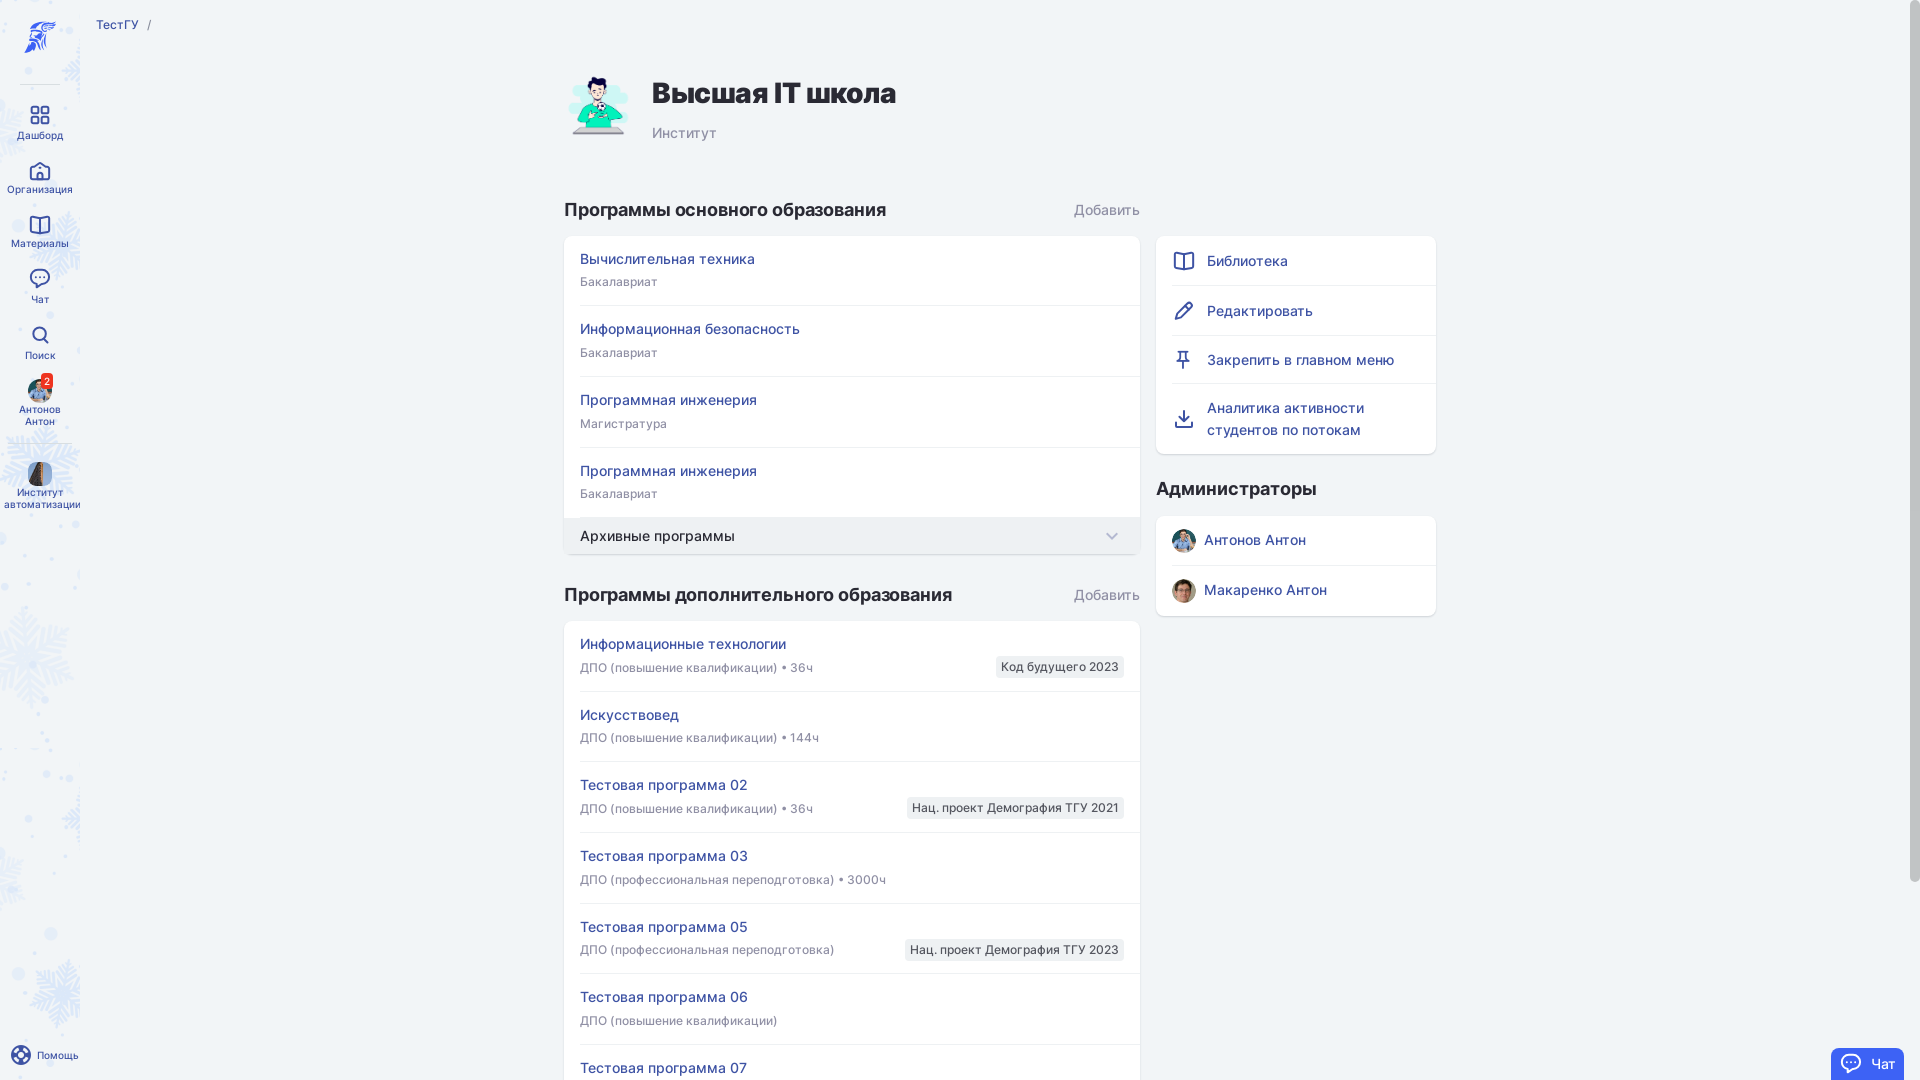 ТестГУ /
Дашборд
Организация
Материалы
Чат
Поиск
2
Антонов
Антон
Институт
автоматизации
Помощь
Высшая IT школа
Институт
Программы основного образования
Добавить
Вычислительная техника
Бакалавриат
Информационная безопасность
Бакалавриат
Программная инженерия
Магистратура
Программная инженерия
Бакалавриат
Архивные программы
Программы дополнительного образования
Добавить
Информационные технологии
ДПО (повышение квалификации) • 36ч
Код будущего 2023
Искусствовед
ДПО (повышение квалификации) • 144ч
Тестовая программа 02
ДПО (повышение квалификации) • 36ч
Нац. проект Демография ТГУ 2021
Тестовая программа 03
ДПО (профессиональная переподготовка) • 3000ч
Тестовая программа 05
ДПО (профессиональная переподготовка)
Нац. проект Демография ТГУ 2023
Тестовая программа 06
ДПО (повышение квалификации)
Тестовая программа 07
Библиотека
Редактировать
Закрепить в главном меню
Аналитика активности
студентов по потокам
Администраторы
Антонов Антон
Макаренко Антон
Чат